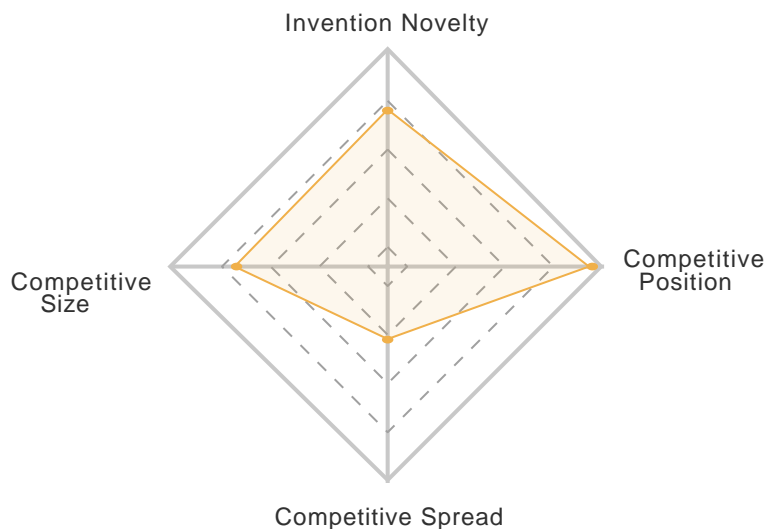 Invention Novelty
Competitive
Size
Competitive
Position
Competitive Spread